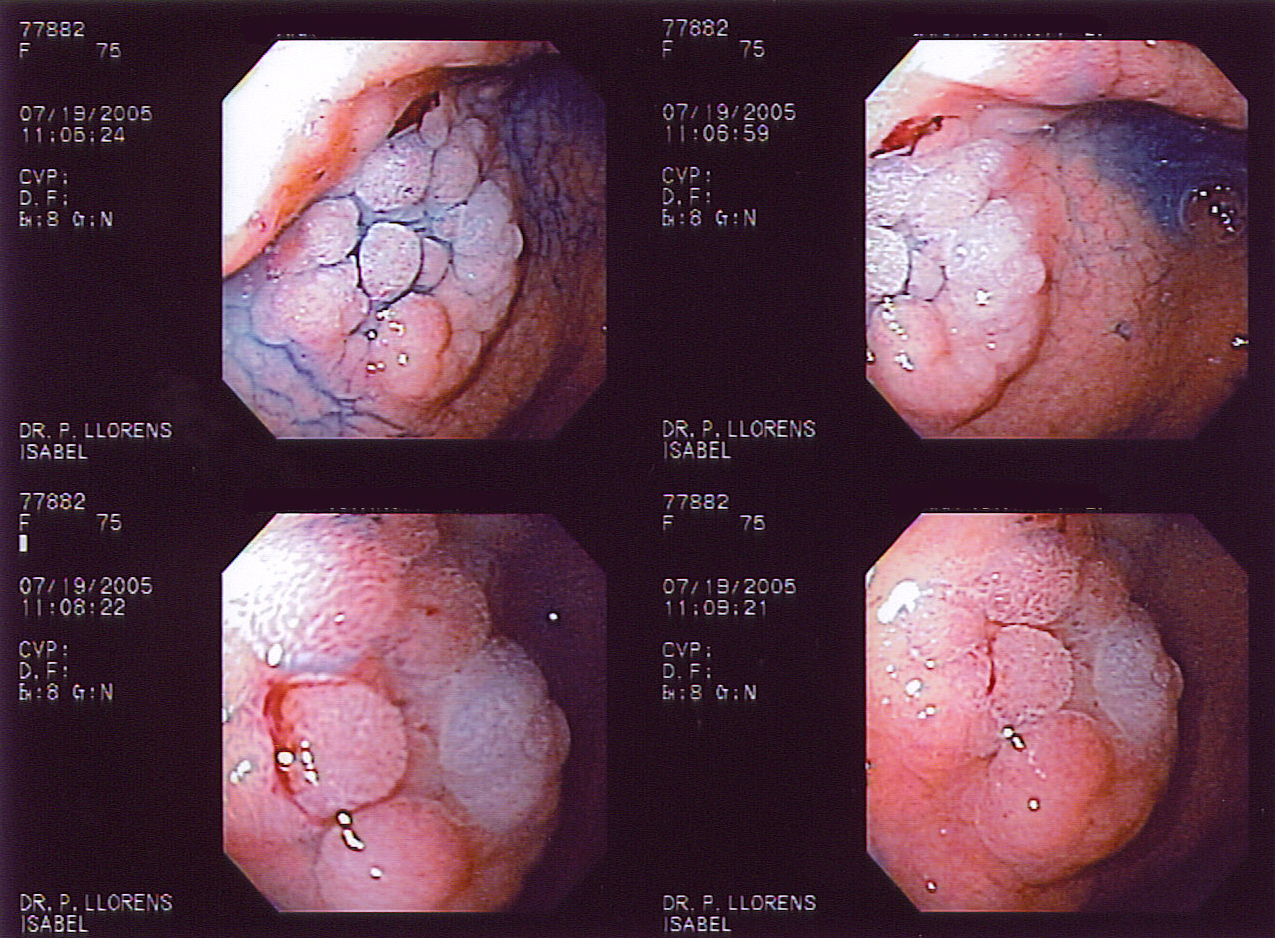 77882
F 75
07/19/2005
11:05:24
CVP:
D.F:
Eh:8 G:N
DR. P. LLORENS
ISABEL
77882
F 75
07/19/2005
11:06:59
CVP:
D.F:
Eh:8 G:N
DR. P. LLORENS
ISABEL
77882
F 75
07/19/2005
11:08:22
CVP:
D.F:
Eh:8 G:N
DR. P. LLORENS
ISABEL
77882
F 75
07/19/2005
11:09:21
CVP:
D.F:
Eh:8 G:N
DR. P. LLORENS
ISABEL